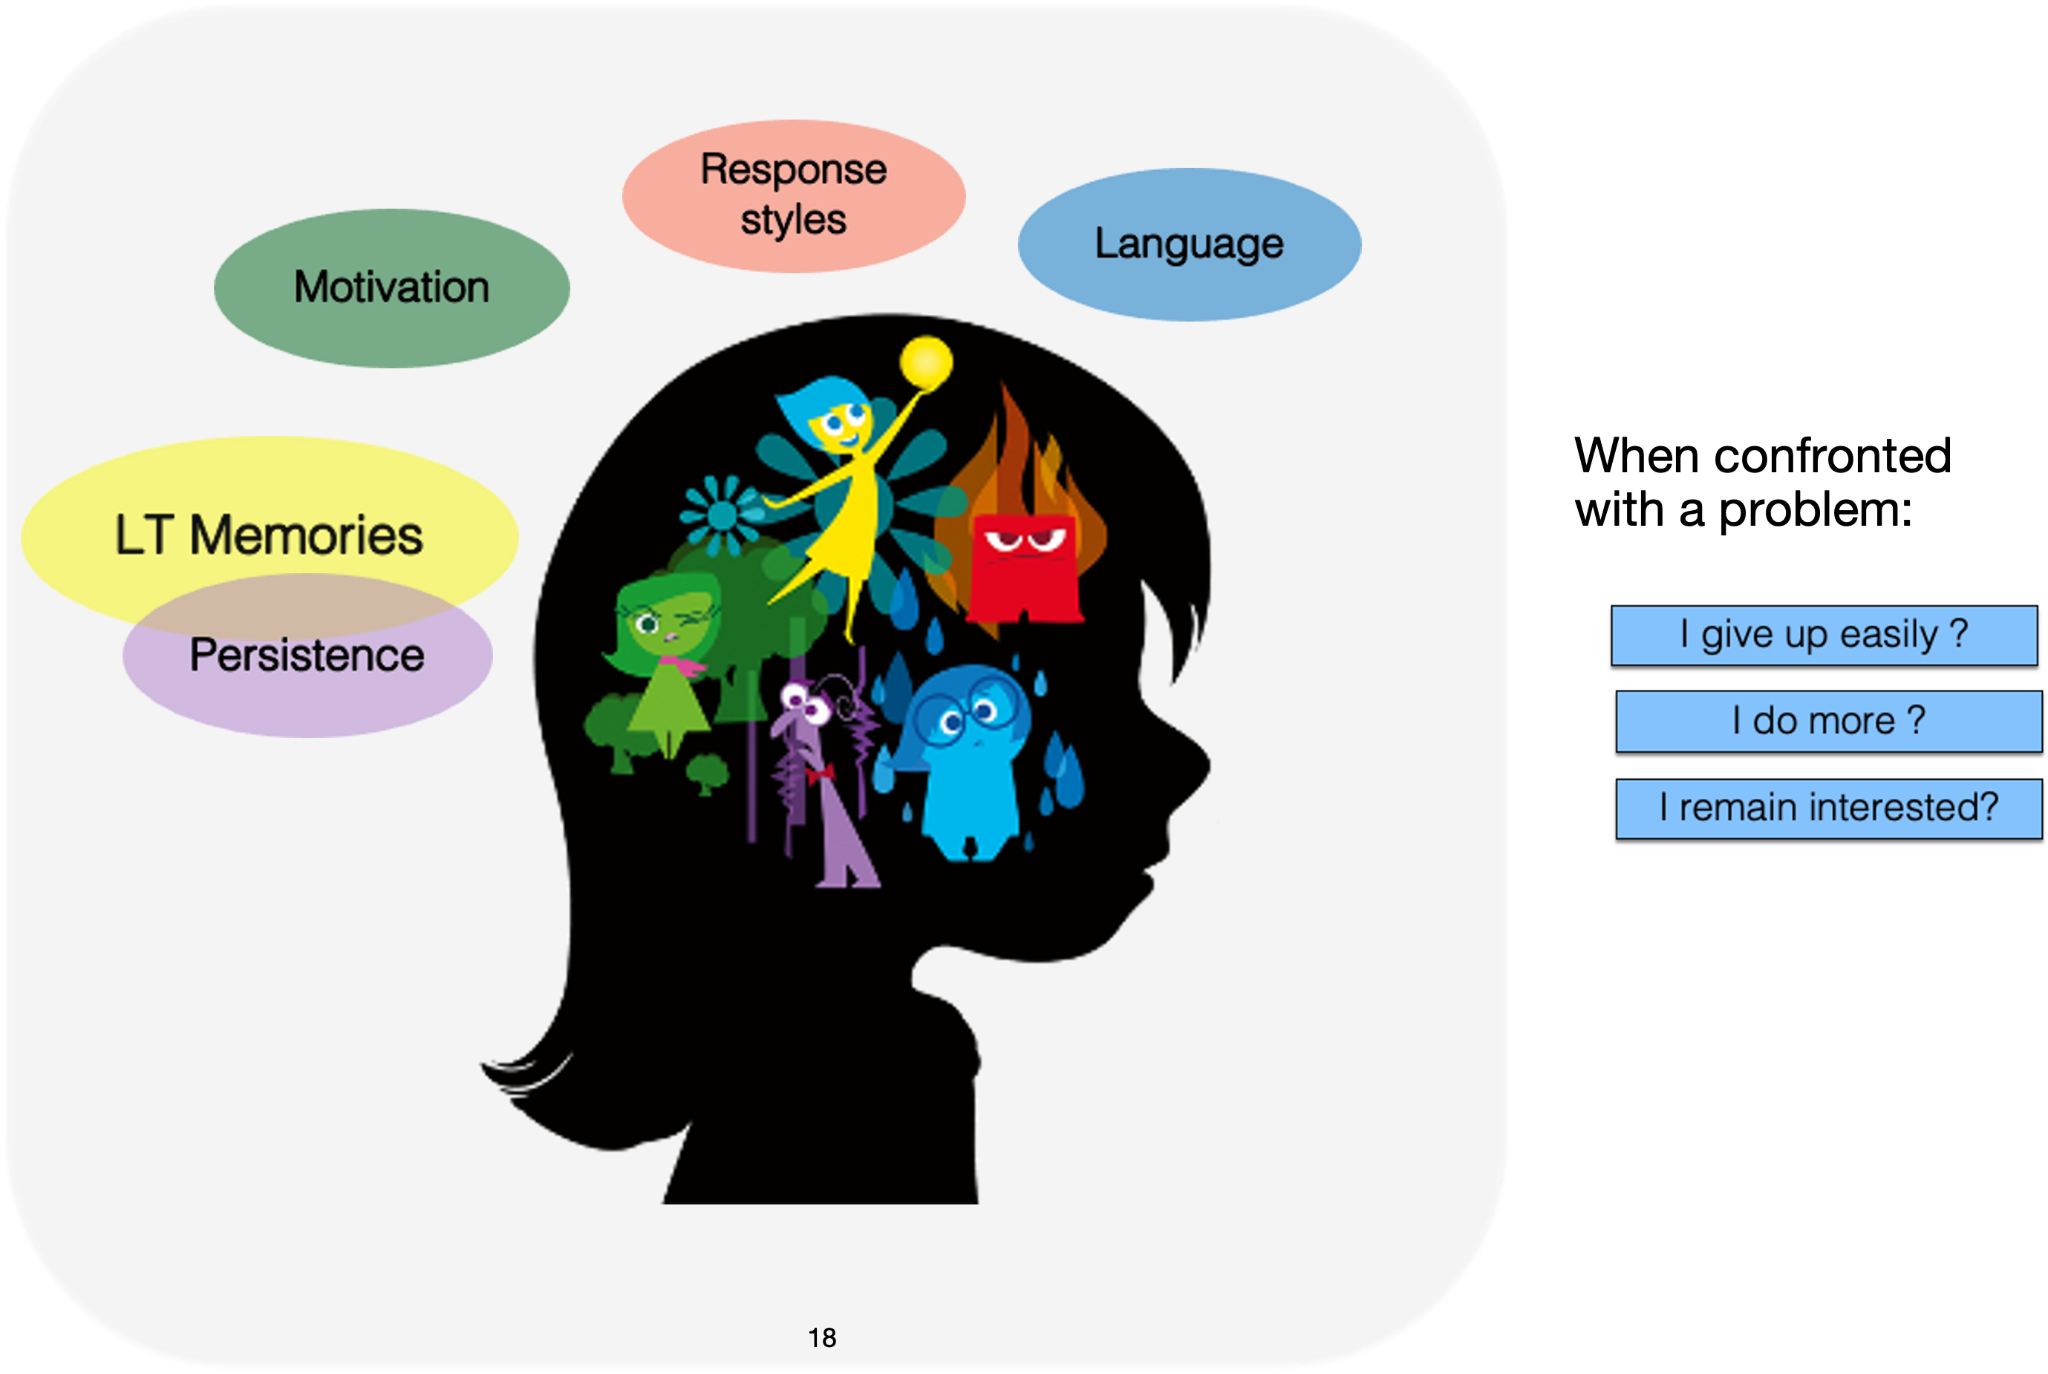 Response
styles
Language
Motivation
LT Memories
Persistence
When confronted
with a problem:
I give up easily ?
I do more ?
I remain interested?
18